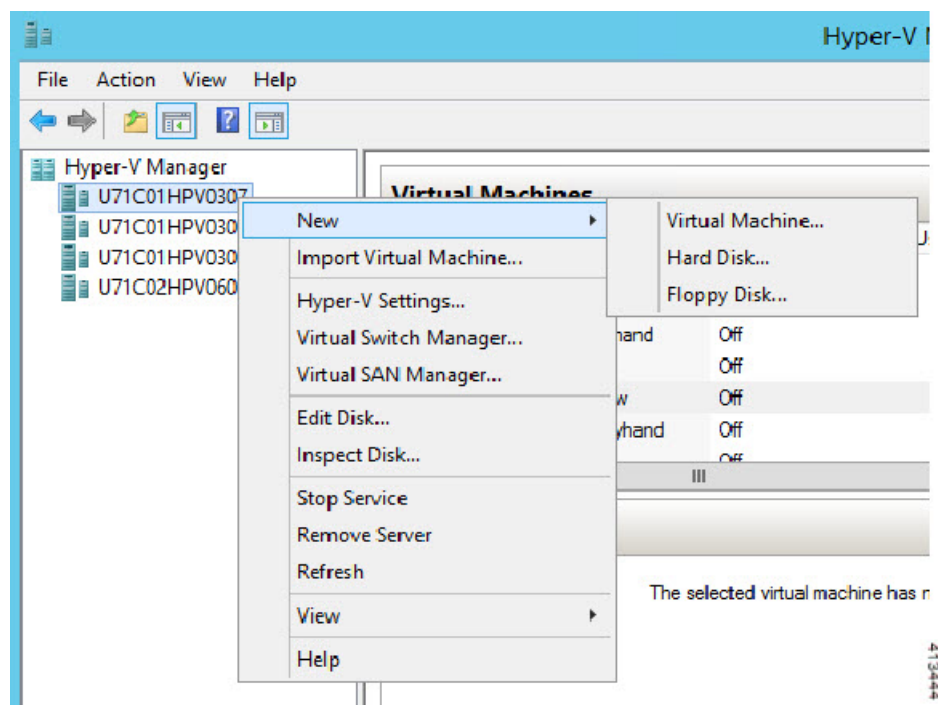 Hyper-V
File Action View Help
Hyper-V Manager
U71C01HPV0307
U71C01HPV030
U71C01HPV030
U71C02HPV060
Virtual Machines
New
Import Virtual Machine...
Hyper-V Settings...
Virtual Switch Manager...
Virtual SAN Manager...
Edit Disk...
Inspect Disk...
Stop Service
Remove Server
Refresh
View
Help
Virtual Machine...
Hard Disk...
Floppy Disk...
hand Off
Off
w Off
yhand Off
Off
The selected virtual machine has
413444